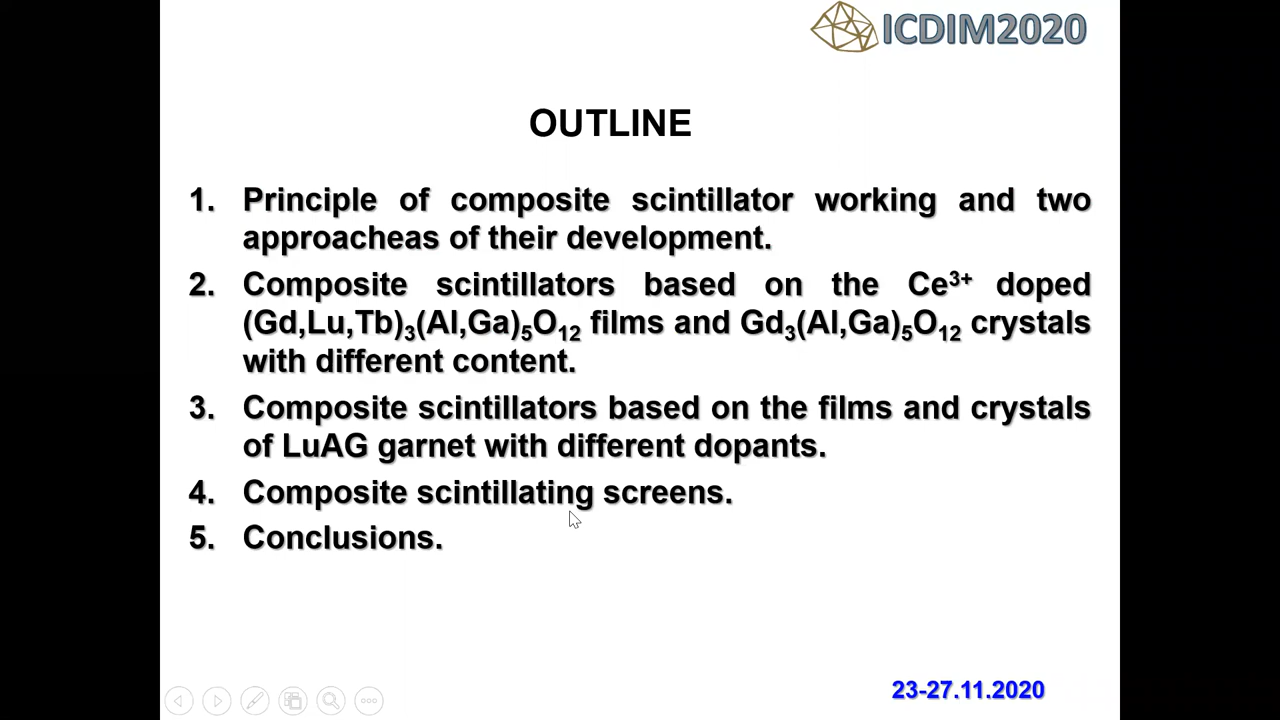 ICDIM2020
OUTLINE
1. Principle of composite scintillator working and two
approacheas of their development.
2. Composite scintillators based on the Ce³⁺ doped
(Gd,Lu,Tb)₃(Al,Ga)₅O₁₂ films and Gd₃(Al,Ga)₅O₁₂ crystals
with different content.
3. Composite scintillators based on the films and crystals
of LuAG garnet with different dopants.
4. Composite scintillating screens.
5. Conclusions.
23-27.11.2020